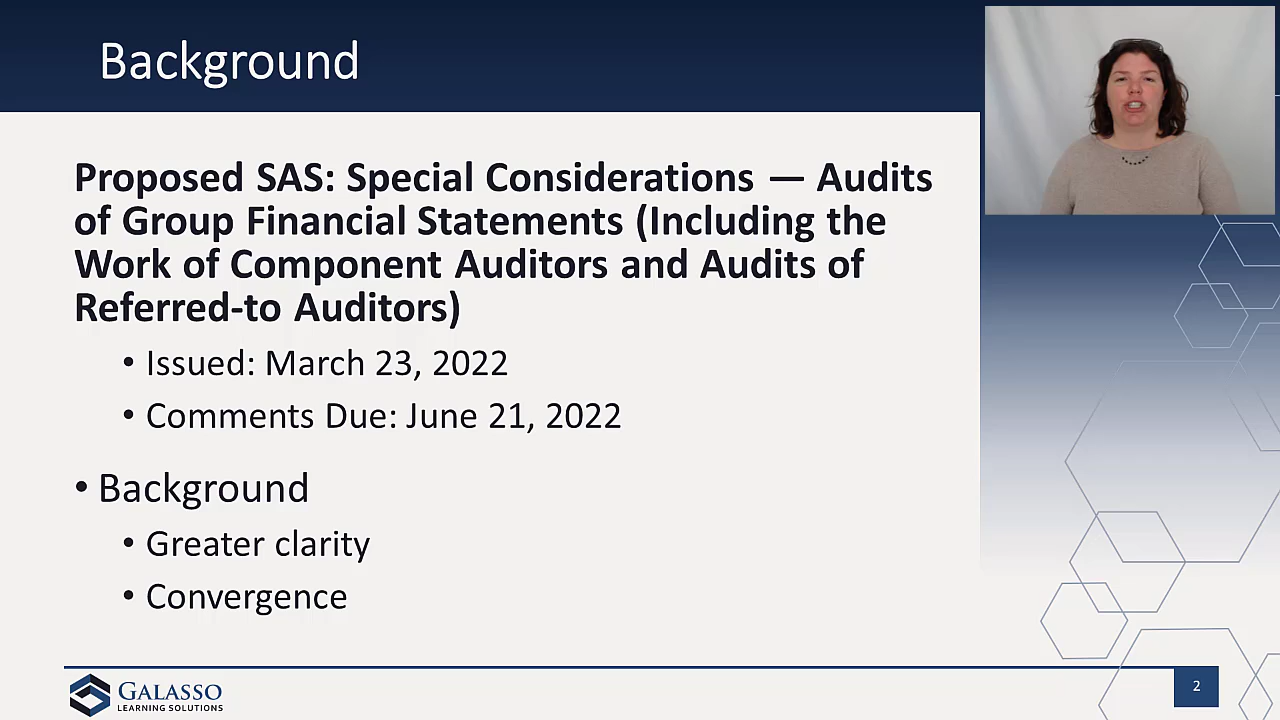 Background
Proposed SAS: Special Considerations — Audits
of Group Financial Statements (Including the
Work of Component Auditors and Audits of
Referred-to Auditors)
• Issued: March 23, 2022
• Comments Due: June 21, 2022
• Background
• Greater clarity
• Convergence
GALASSO
LEARNING SOLUTIONS
2